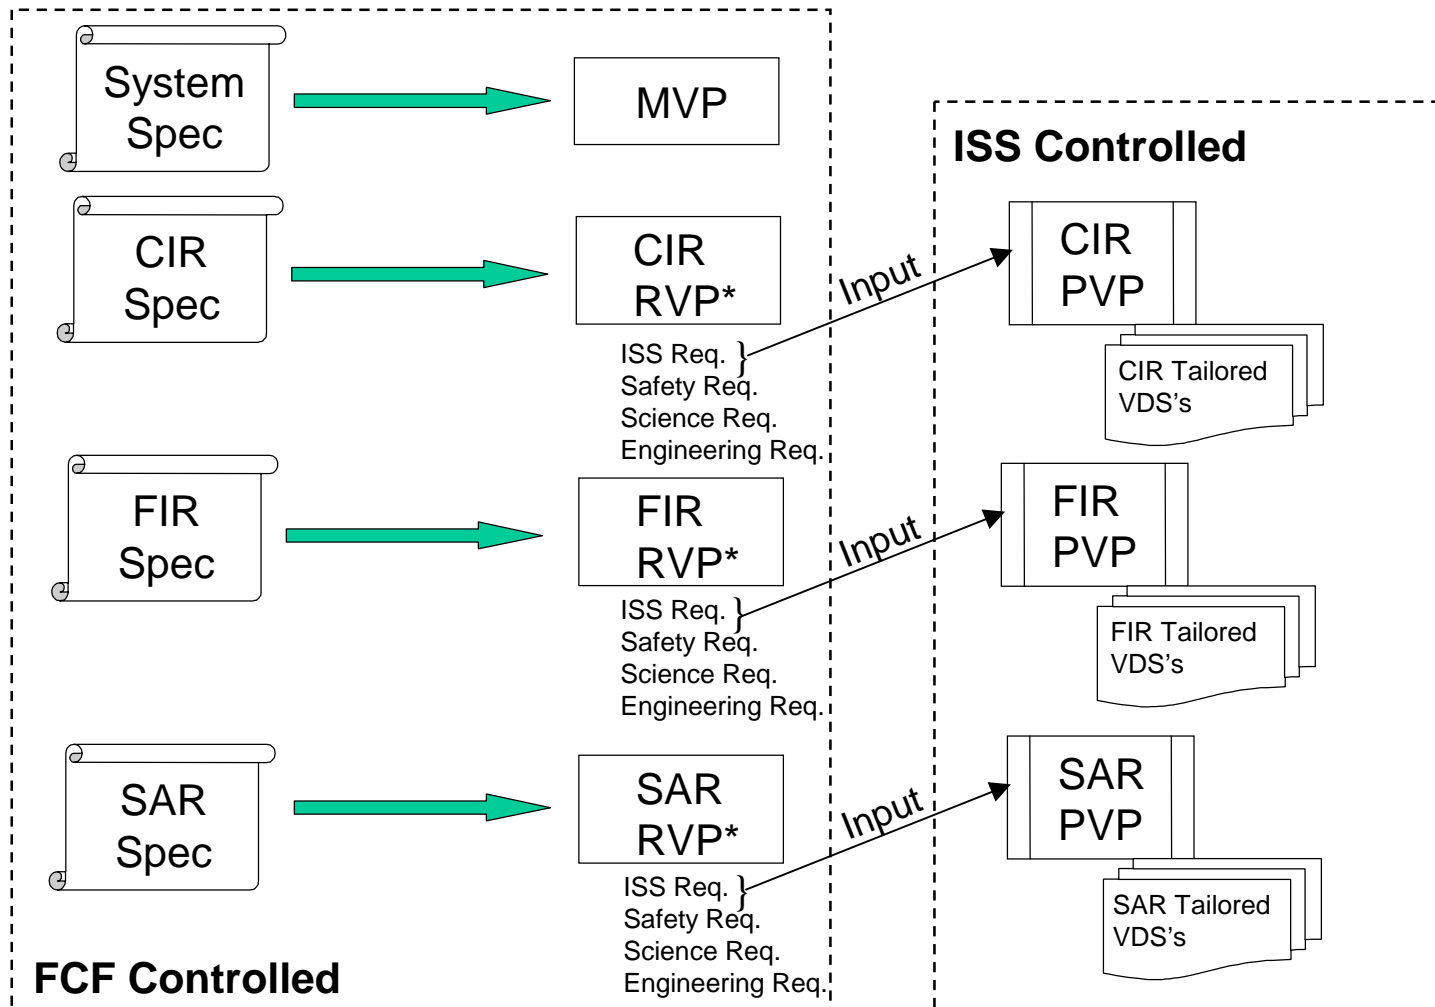 System
Spec
MVP
ISS Controlled
CIR
Spec
CIR
RVP*
Input
CIR
PVP
ISS Req. }
Safety Req.
Science Req.
Engineering Req.
CIR Tailored
VDS's
FIR
Spec
FIR
RVP*
Input
FIR
PVP
ISS Req. }
Safety Req.
Science Req.
Engineering Req.
FIR Tailored
VDS's
SAR
Spec
SAR
RVP*
Input
SAR
PVP
ISS Req. }
Safety Req.
Science Req.
Engineering Req.
SAR Tailored
VDS's
FCF Controlled